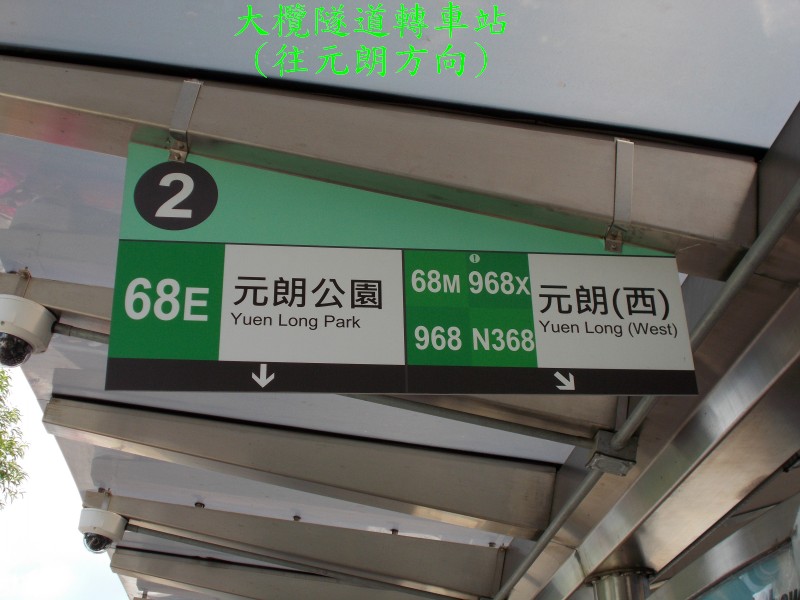 大欖隧道轉車站
(往元朗方向)
2
68E
元朗公園
Yuen Long Park
68M 968X
968 N368
元朗(西)
Yuen Long (West)